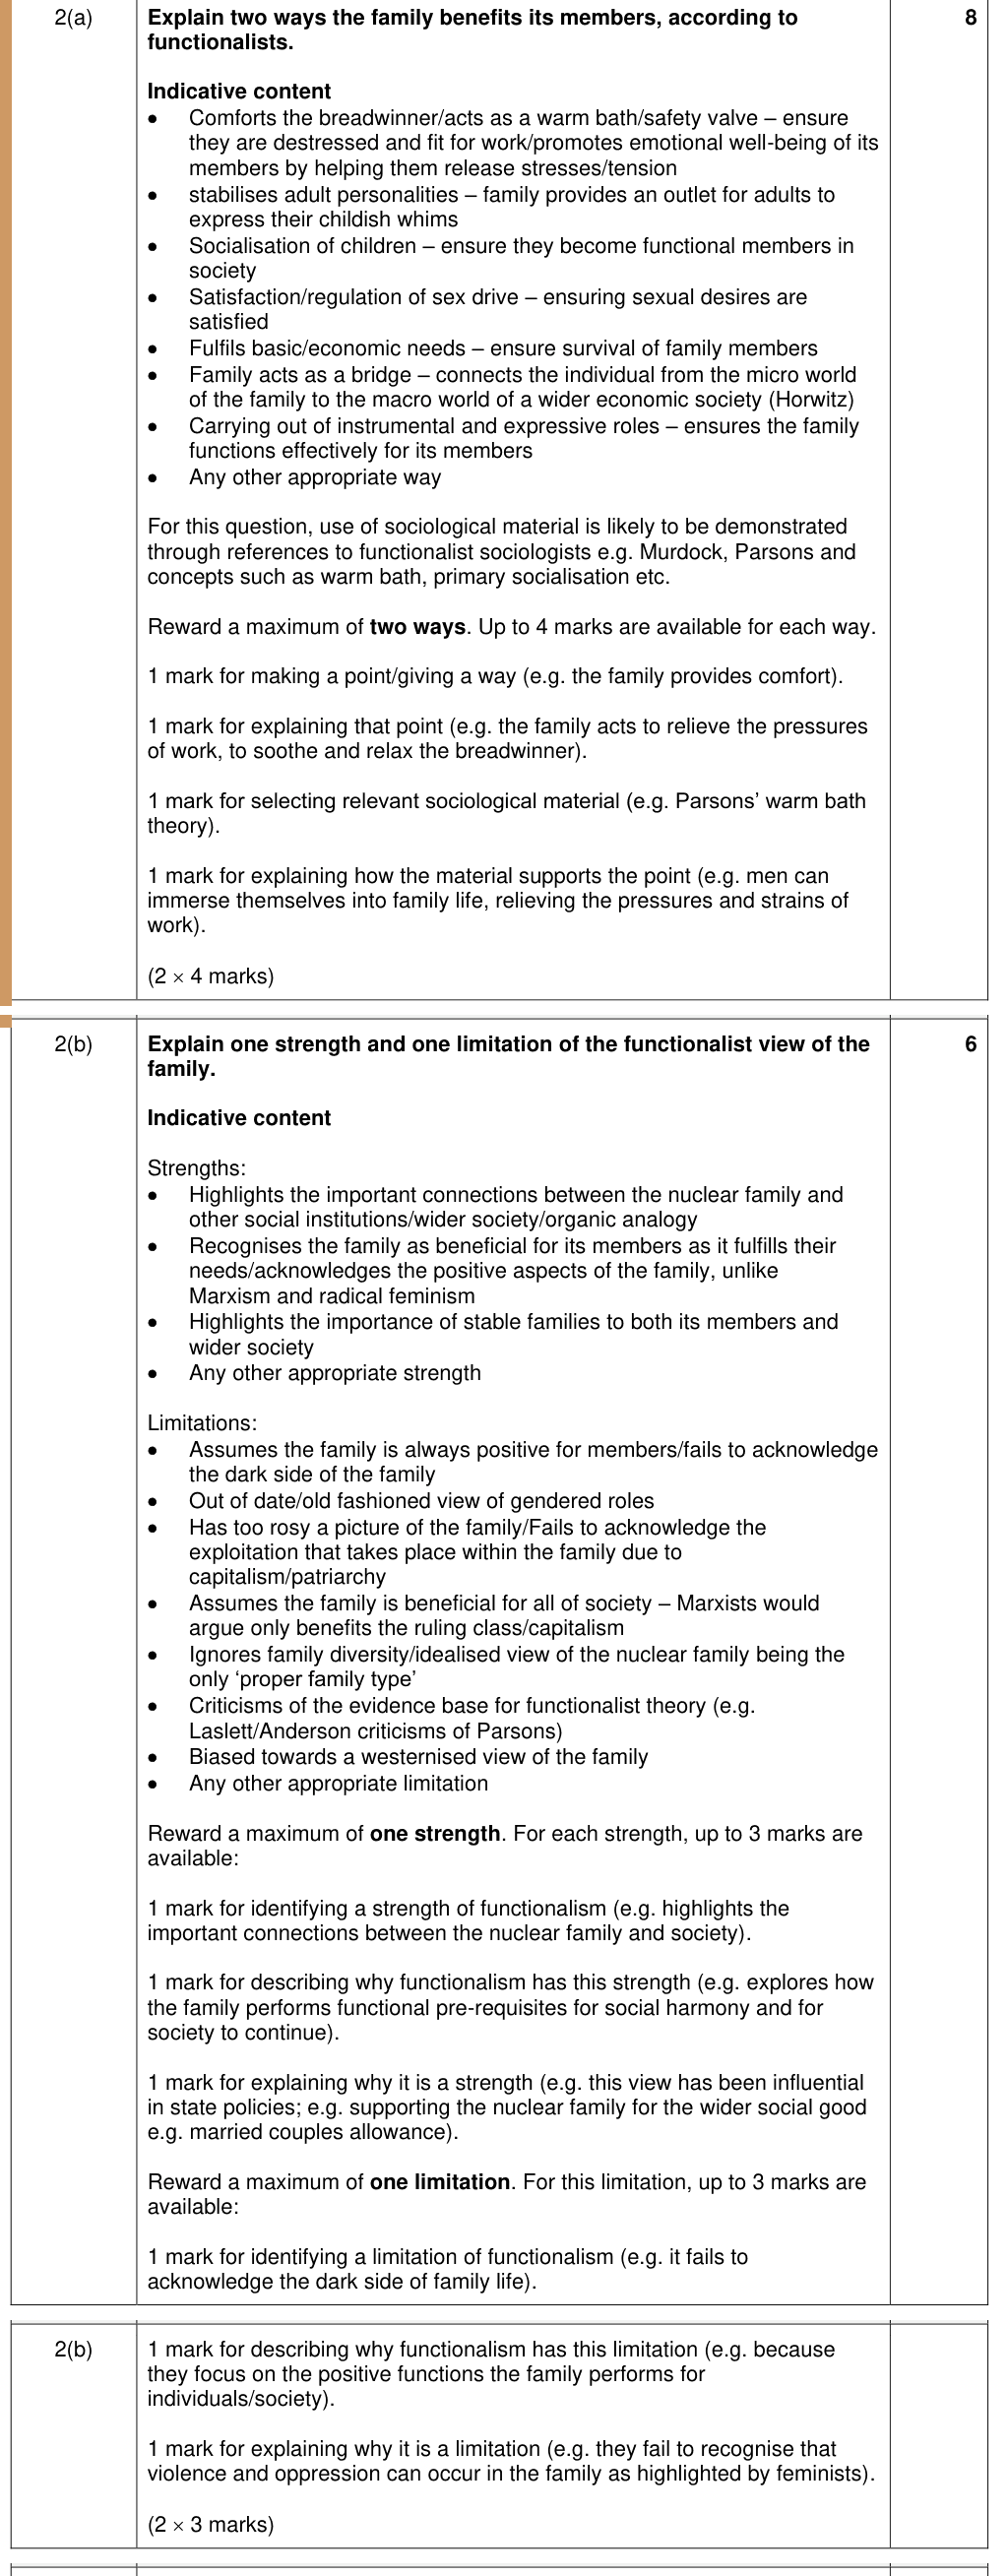 2(a)
Explain two ways the family benefits its members, according to
8
functionalists.
Indicative content
• Comforts the breadwinner/acts as a warm bath/safety valve – ensure
they are destressed and fit for work/promotes emotional well-being of its
members by helping them release stresses/tension
• stabilises adult personalities – family provides an outlet for adults to
express their childish whims
• Socialisation of children – ensure they become functional members in
society
• Satisfaction/regulation of sex drive – ensuring sexual desires are
satisfied
• Fulfils basic/economic needs – ensure survival of family members
• Family acts as a bridge – connects the individual from the micro world
of the family to the macro world of a wider economic society (Horwitz)
• Carrying out of instrumental and expressive roles – ensures the family
functions effectively for its members
• Any other appropriate way
For this question, use of sociological material is likely to be demonstrated
through references to functionalist sociologists e.g. Murdock, Parsons and
concepts such as warm bath, primary socialisation etc.
Reward a maximum of two ways. Up to 4 marks are available for each way.
1 mark for making a point/giving a way (e.g. the family provides comfort).
1 mark for explaining that point (e.g. the family acts to relieve the pressures
of work, to soothe and relax the breadwinner).
1 mark for selecting relevant sociological material (e.g. Parsons’ warm bath
theory).
1 mark for explaining how the material supports the point (e.g. men can
immerse themselves into family life, relieving the pressures and strains of
work).
(2 × 4 marks)
2(b)
Explain one strength and one limitation of the functionalist view of the
6
family.
Indicative content
Strengths:
• Highlights the important connections between the nuclear family and
other social institutions/wider society/organic analogy
• Recognises the family as beneficial for its members as it fulfills their
needs/acknowledges the positive aspects of the family, unlike
Marxism and radical feminism
• Highlights the importance of stable families to both its members and
wider society
• Any other appropriate strength
Limitations:
• Assumes the family is always positive for members/fails to acknowledge
the dark side of the family
• Out of date/old fashioned view of gendered roles
• Has too rosy a picture of the family/Fails to acknowledge the
exploitation that takes place within the family due to
capitalism/patriarchy
• Assumes the family is beneficial for all of society – Marxists would
argue only benefits the ruling class/capitalism
• Ignores family diversity/idealised view of the nuclear family being the
only ‘proper family type’
• Criticisms of the evidence base for functionalist theory (e.g.
Laslett/Anderson criticisms of Parsons)
• Biased towards a westernised view of the family
• Any other appropriate limitation
Reward a maximum of one strength. For each strength, up to 3 marks are
available:
1 mark for identifying a strength of functionalism (e.g. highlights the
important connections between the nuclear family and society).
1 mark for describing why functionalism has this strength (e.g. explores how
the family performs functional pre-requisites for social harmony and for
society to continue).
1 mark for explaining why it is a strength (e.g. this view has been influential
in state policies; e.g. supporting the nuclear family for the wider social good
e.g. married couples allowance).
Reward a maximum of one limitation. For this limitation, up to 3 marks are
available:
1 mark for identifying a limitation of functionalism (e.g. it fails to
acknowledge the dark side of family life).
2(b)
1 mark for describing why functionalism has this limitation (e.g. because
they focus on the positive functions the family performs for
individuals/society).
1 mark for explaining why it is a limitation (e.g. they fail to recognise that
violence and oppression can occur in the family as highlighted by feminists).
(2 × 3 marks)